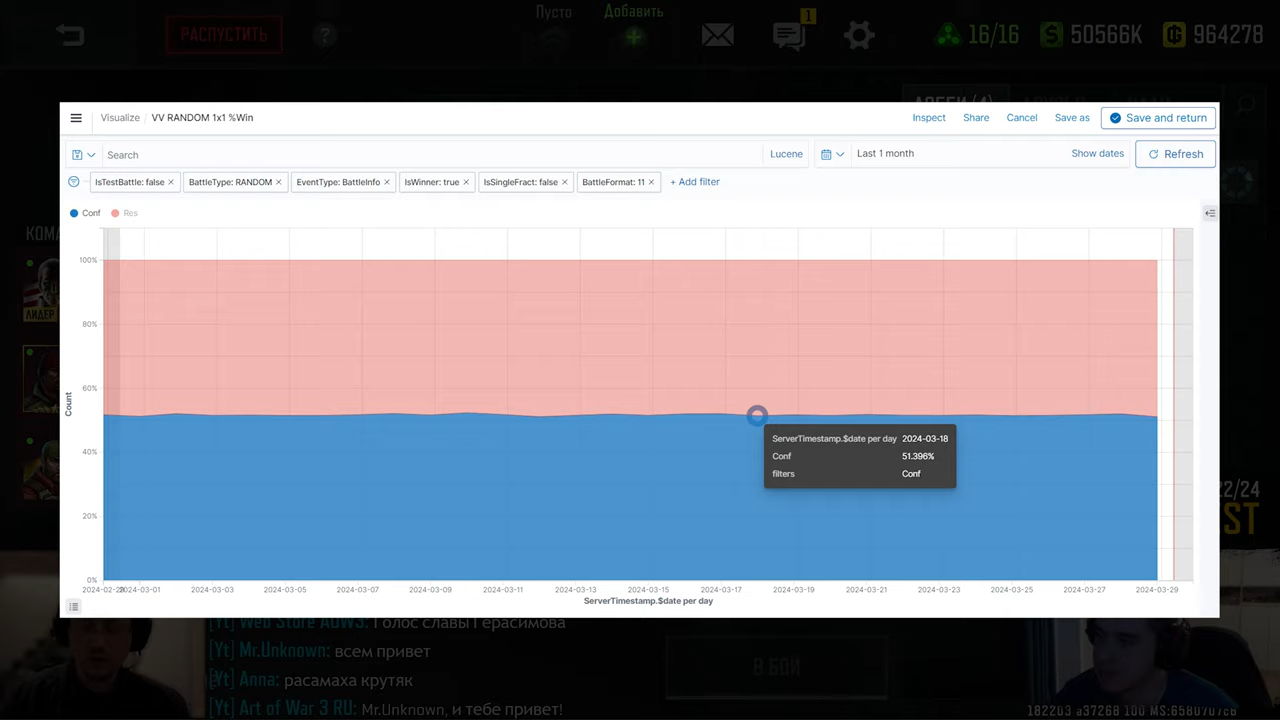 Пусто
Добавить
РАСПУСТИТЬ
?
1
16/16
50566K
964278
Visualize / VV RANDOM 1x1 %Win
Inspect
Share
Cancel
Save as
Save and return
Search
Lucene
Last 1 month
Show dates
Refresh
IsTestBattle: false ×
BattleType: RANDOM ×
EventType: BattleInfo ×
IsWinner: true ×
IsSingleFract: false ×
BattleFormat: 11 ×
+ Add filter
Conf
Res
100%
80%
60%
40%
20%
0%
Count
ЛИДЕР
ServerTimestamp.$date per day 2024-03-18
Conf 51.396%
filters Conf
22/24
ST
2024-03-01
2024-03-03
2024-03-05
2024-03-07
2024-03-09
2024-03-11
2024-03-13
2024-03-15
2024-03-17
2024-03-19
2024-03-21
2024-03-23
2024-03-25
2024-03-27
2024-03-29
ServerTimestamp.$date per day
[Yt] Wed Store AOW3: Голос славы Герасимова
[Yt] Mr.Unknown: всем привет
[Yt] Anna: расамаха крутяк
[Yt] Art of War 3 RU: Mr.Unknown, и тебе привет!
В БОЙ